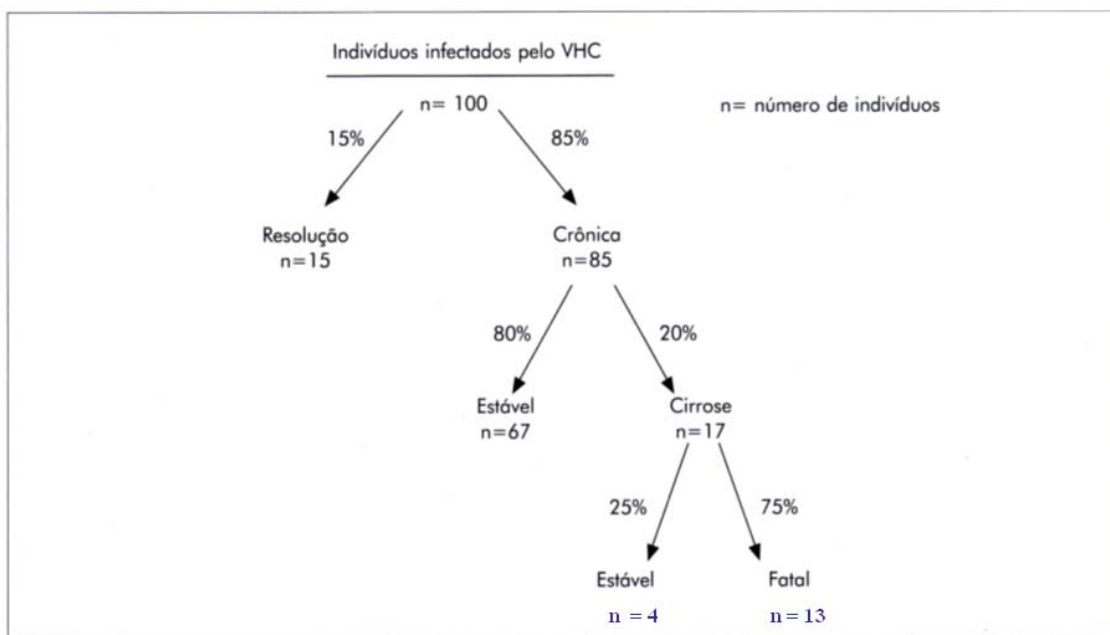 Indivíduos infectados pelo VHC
n= 100
n= número de indivíduos
15%
85%
Resolução
n=15
Crônica
n=85
80%
20%
Estável
n=67
Cirrose
n=17
25%
75%
Estável
Fatal
n = 4
n = 13